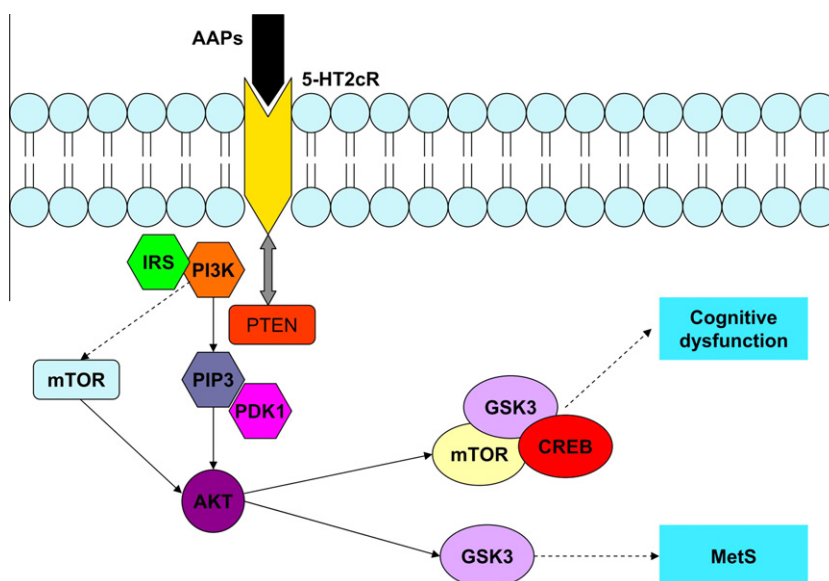 AAPs
5-HT2cR
IRS
PI3K
PTEN
Cognitive
dysfunction
mTOR
PIP3
PDK1
GSK3
mTOR
CREB
AKT
GSK3
MetS